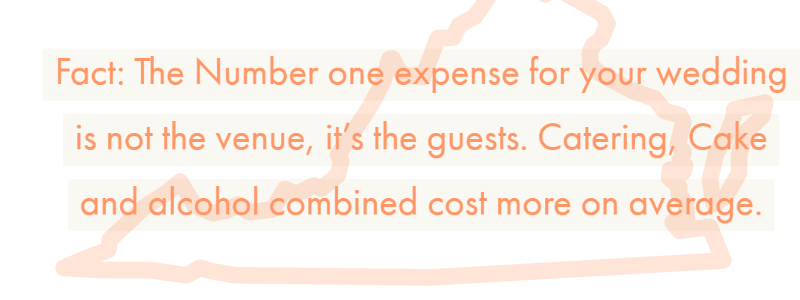 Fact: The Number one expense for your wedding
is not the venue, it's the guests. Catering, Cake
and alcohol combined cost more on average.